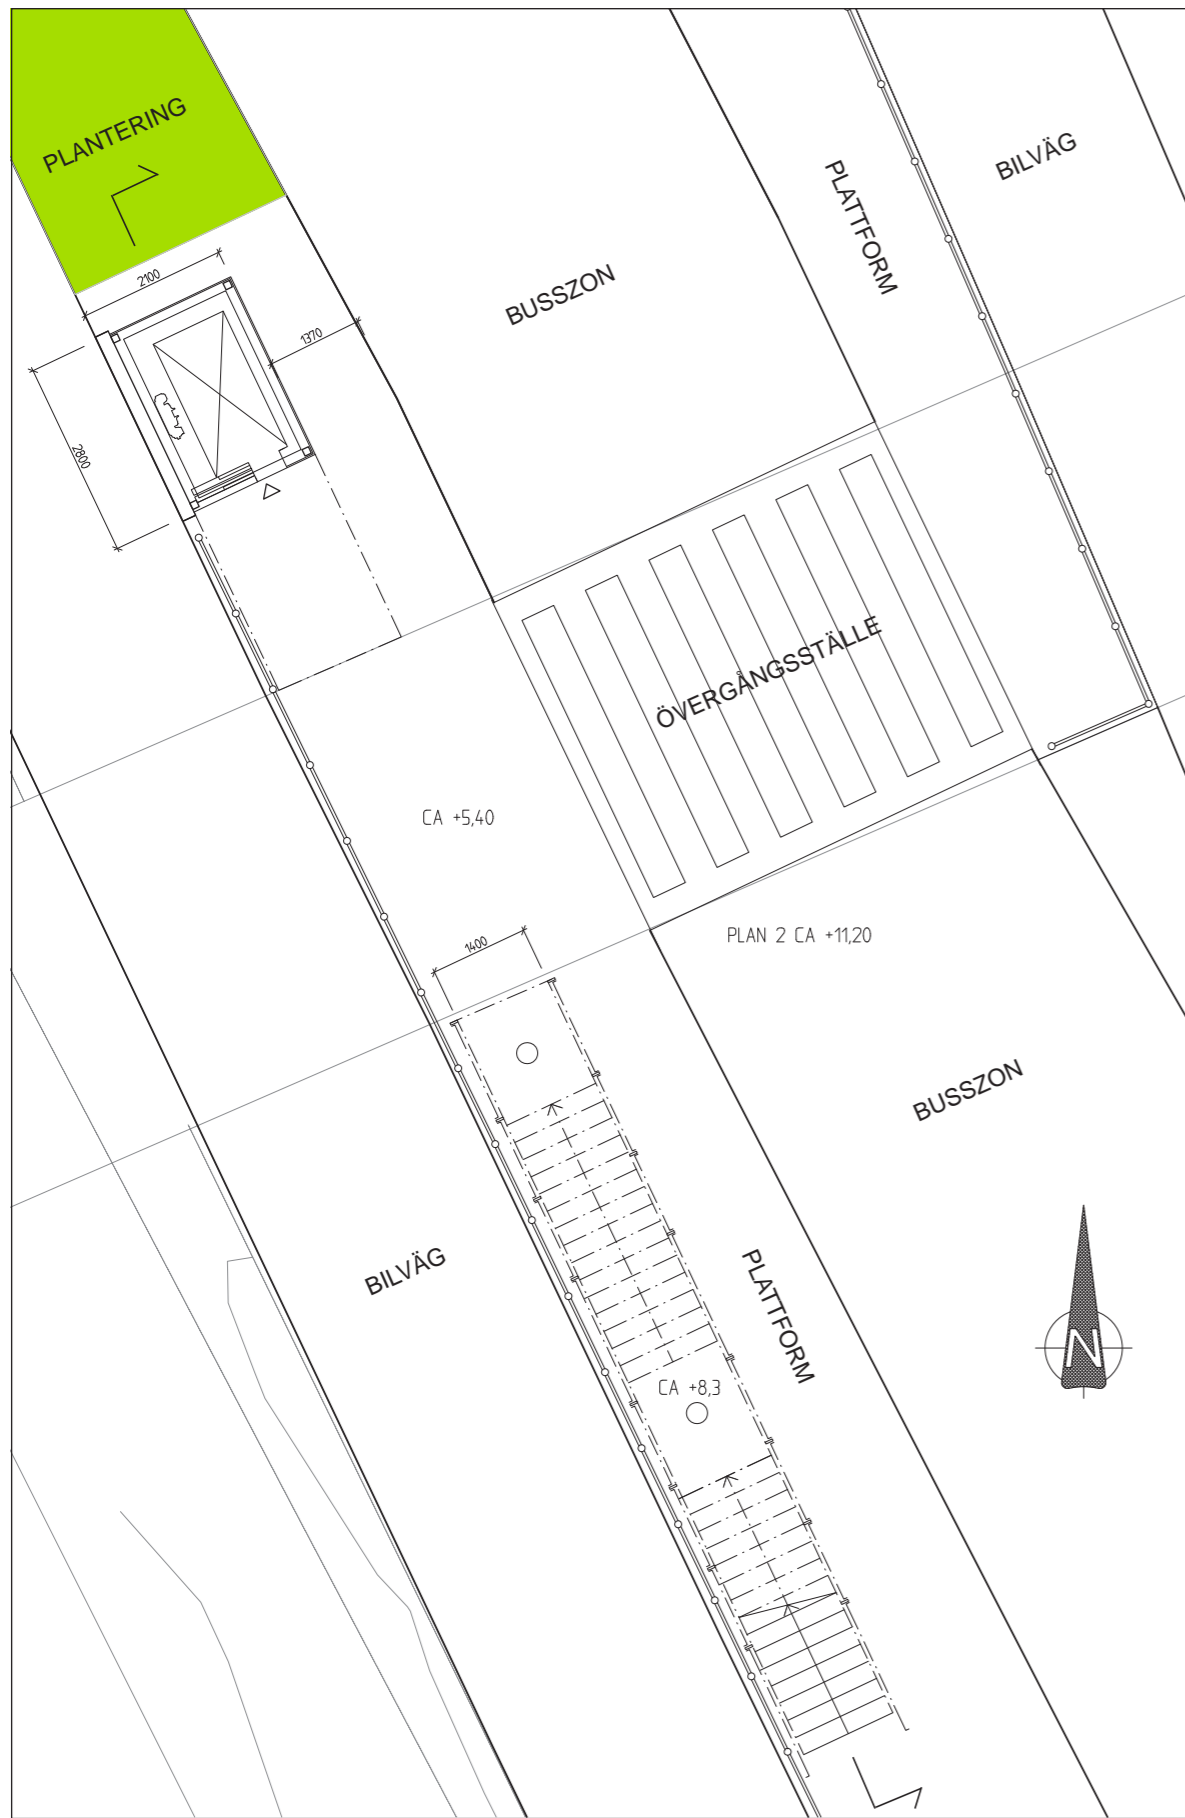 PLANTERING
BILVÄG
PLATTFORM
2100
BUSSZON
1370
2800
ÖVERGÅNGSSTÄLLE
CA +5,40
PLAN 2 CA +11,20
1400
BUSSZON
BILVÄG
PLATTFORM
N
CA +8,3